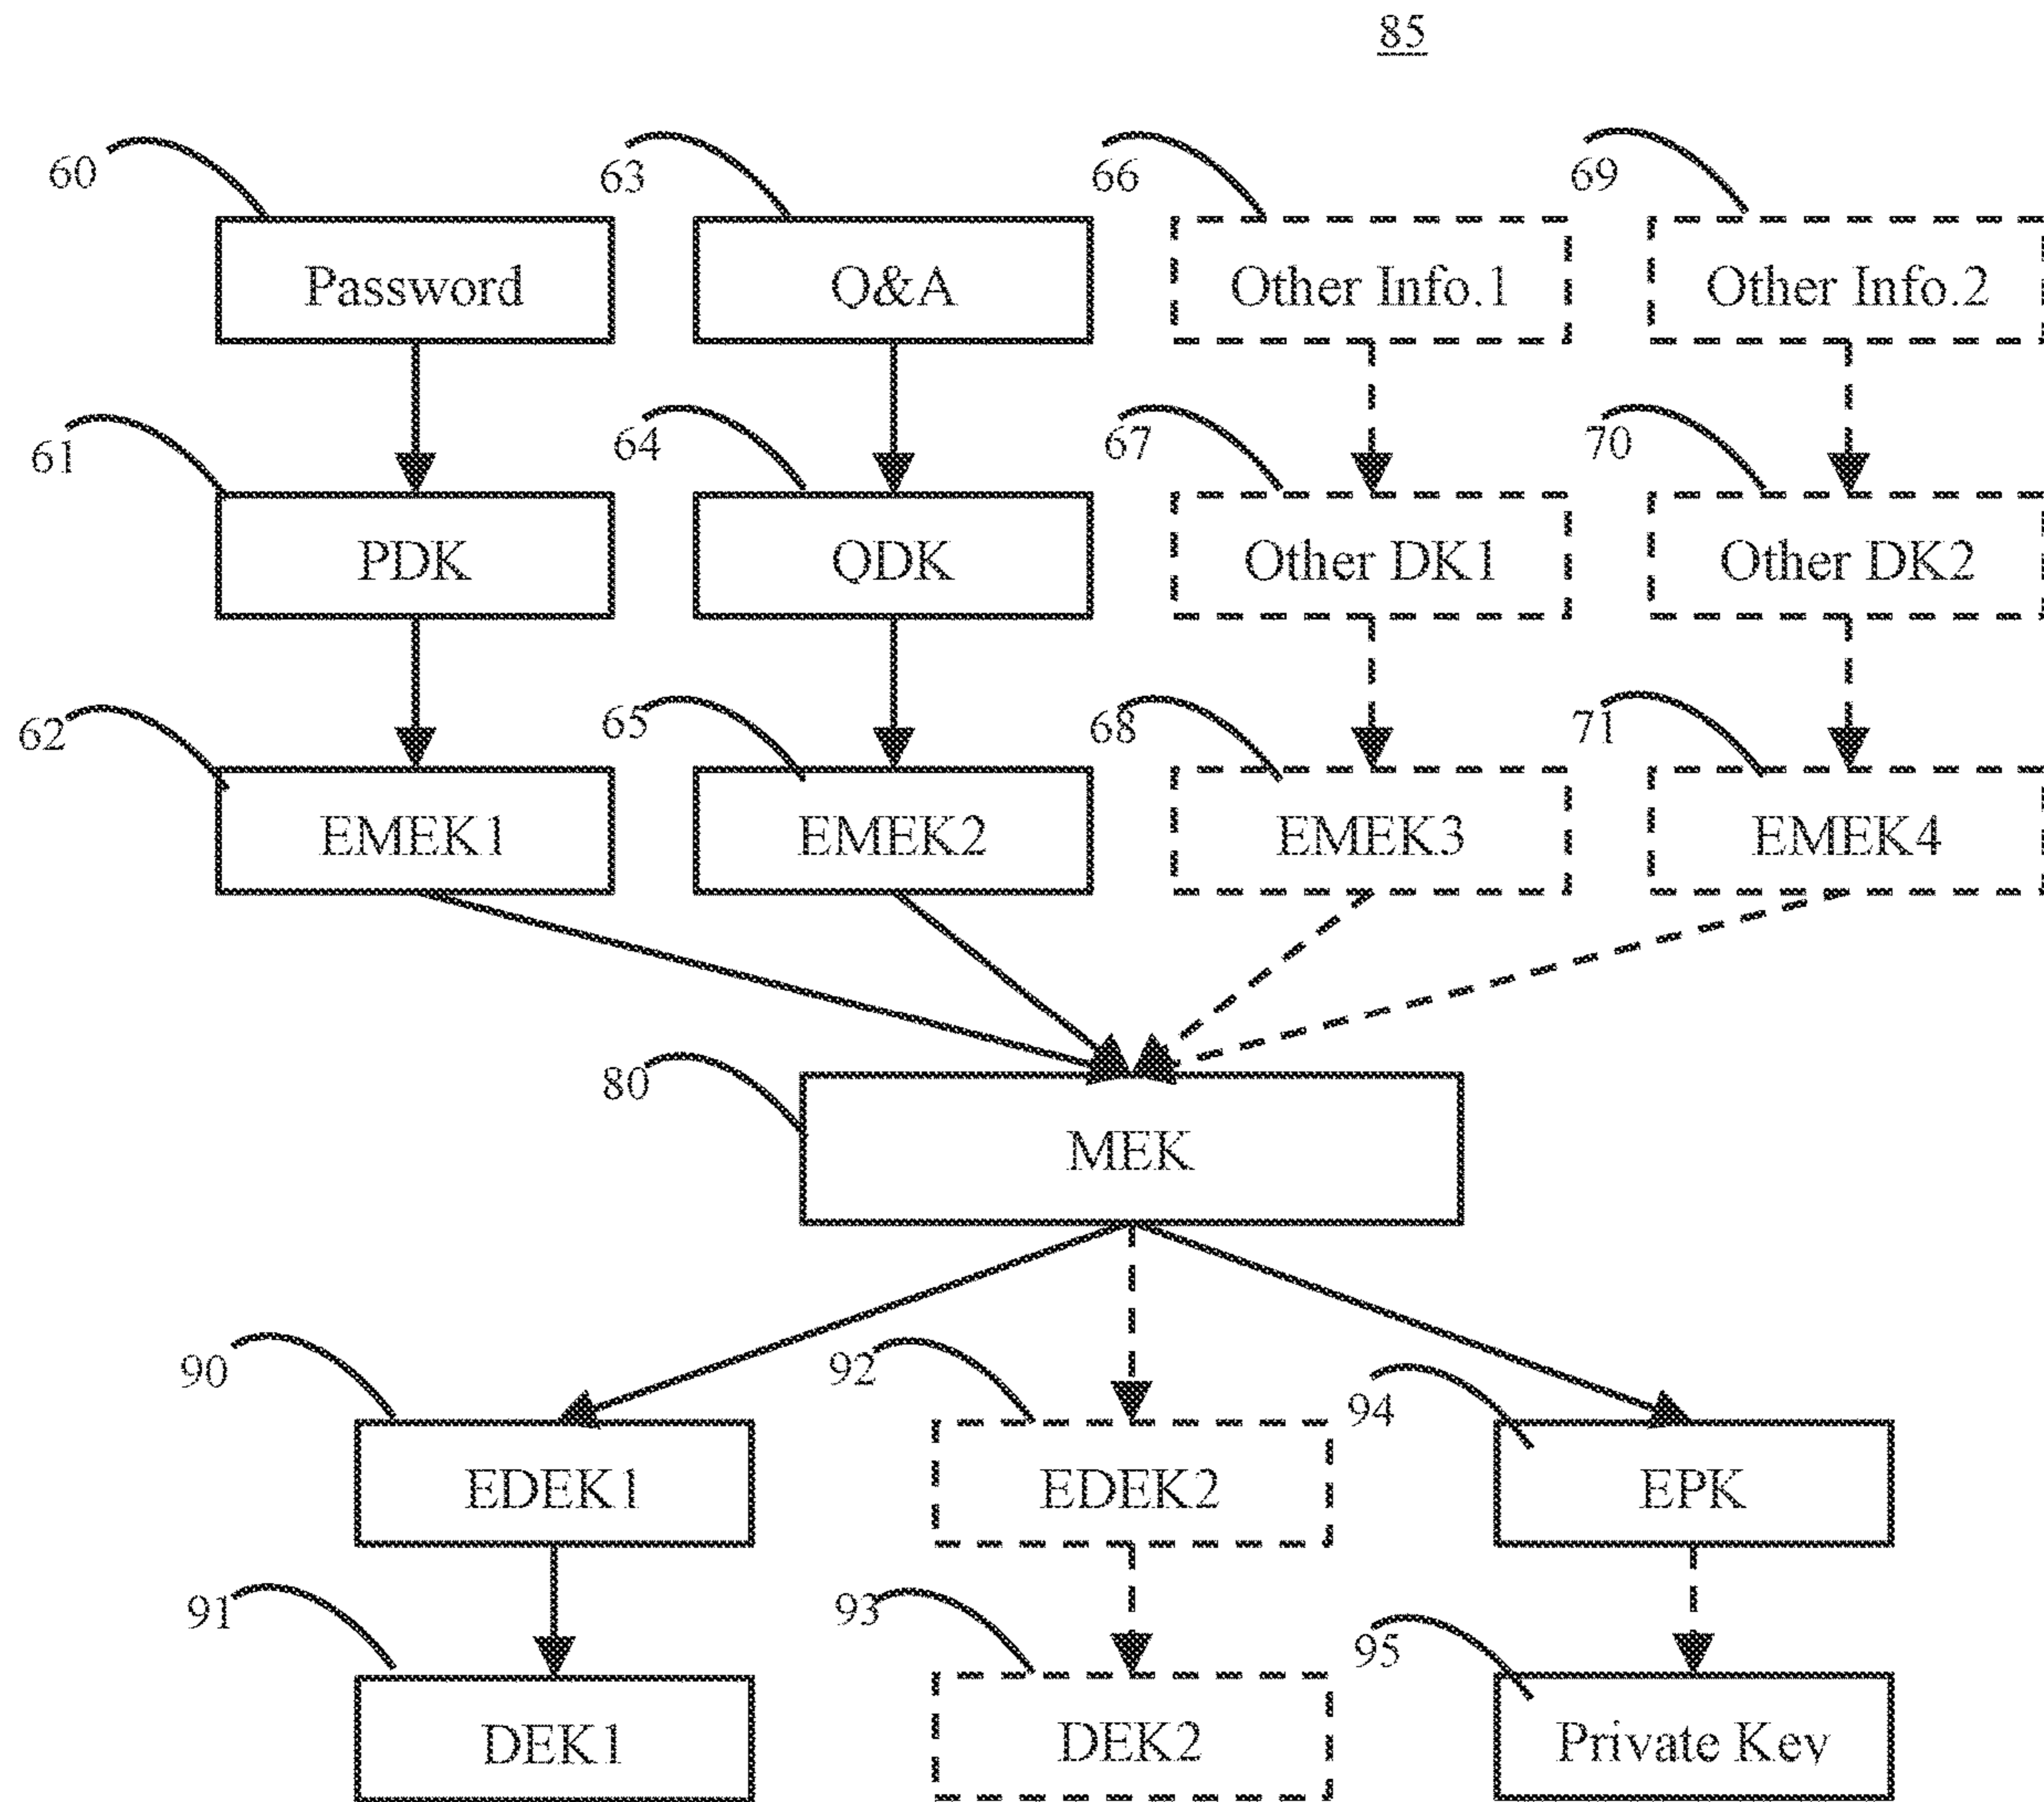 85
60
63
66
69
Password
Q&A
Other Info.1
Other Info.2
61
64
67
70
PDK
QDK
Other DK1
Other DK2
62
65
68
71
EMEK1
EMEK2
EMEK3
EMEK4
80
MEK
90
92
94
EDEK1
EDEK2
EPK
91
93
95
DEK1
DEK2
Private Key